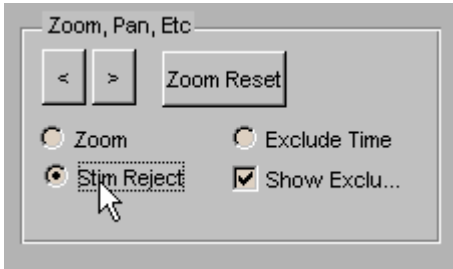 Zoom, Pan, Etc
< > Zoom Reset
Zoom Exclude Time
Stim Reject Show Exclu...